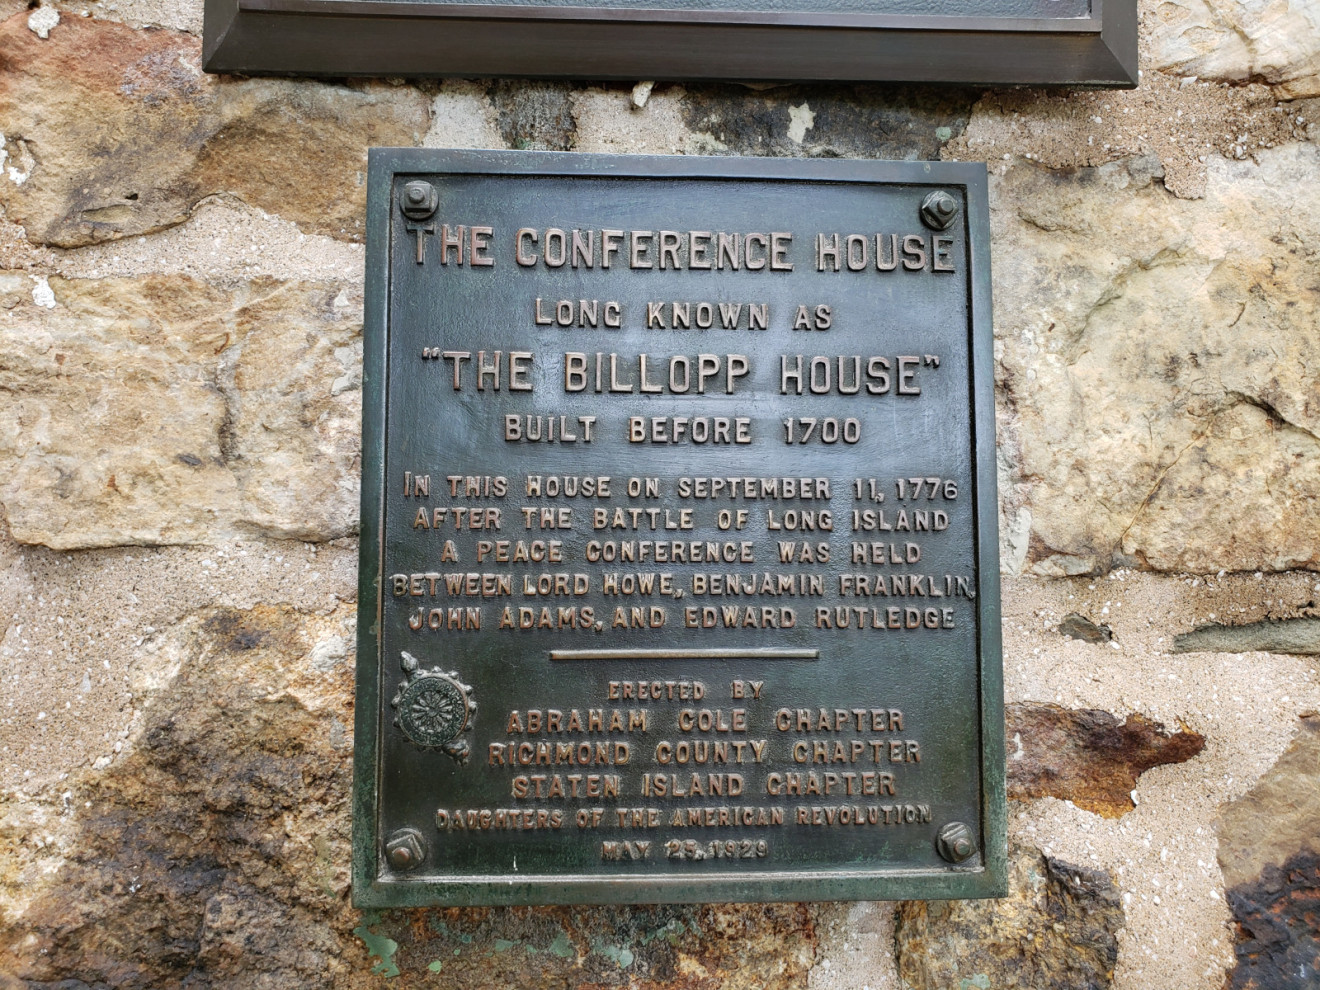 THE CONFERENCE HOUSE
LONG KNOWN AS
"THE BILLOPP HOUSE"
BUILT BEFORE 1700
IN THIS HOUSE ON SEPTEMBER 11, 1776
AFTER THE BATTLE OF LONG ISLAND
A PEACE CONFERENCE WAS HELD
BETWEEN LORD HOWE, BENJAMIN FRANKLIN,
JOHN ADAMS, AND EDWARD RUTLEDGE
ERECTED BY
ABRAHAM COLE CHAPTER
RICHMOND COUNTY CHAPTER
STATEN ISLAND CHAPTER
DAUGHTERS OF THE AMERICAN REVOLUTION
MAY 25, 1929